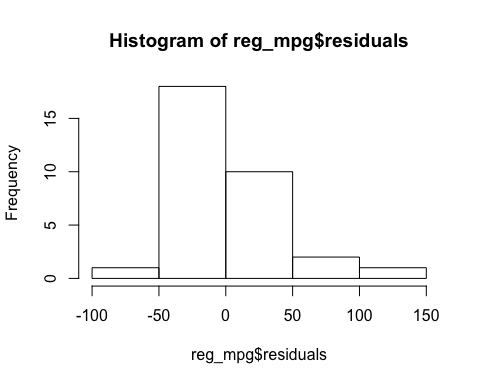 Histogram of reg_mpg$residuals
Frequency
15
10
5
0
-100 -50 0 50 100 150
reg_mpg$residuals